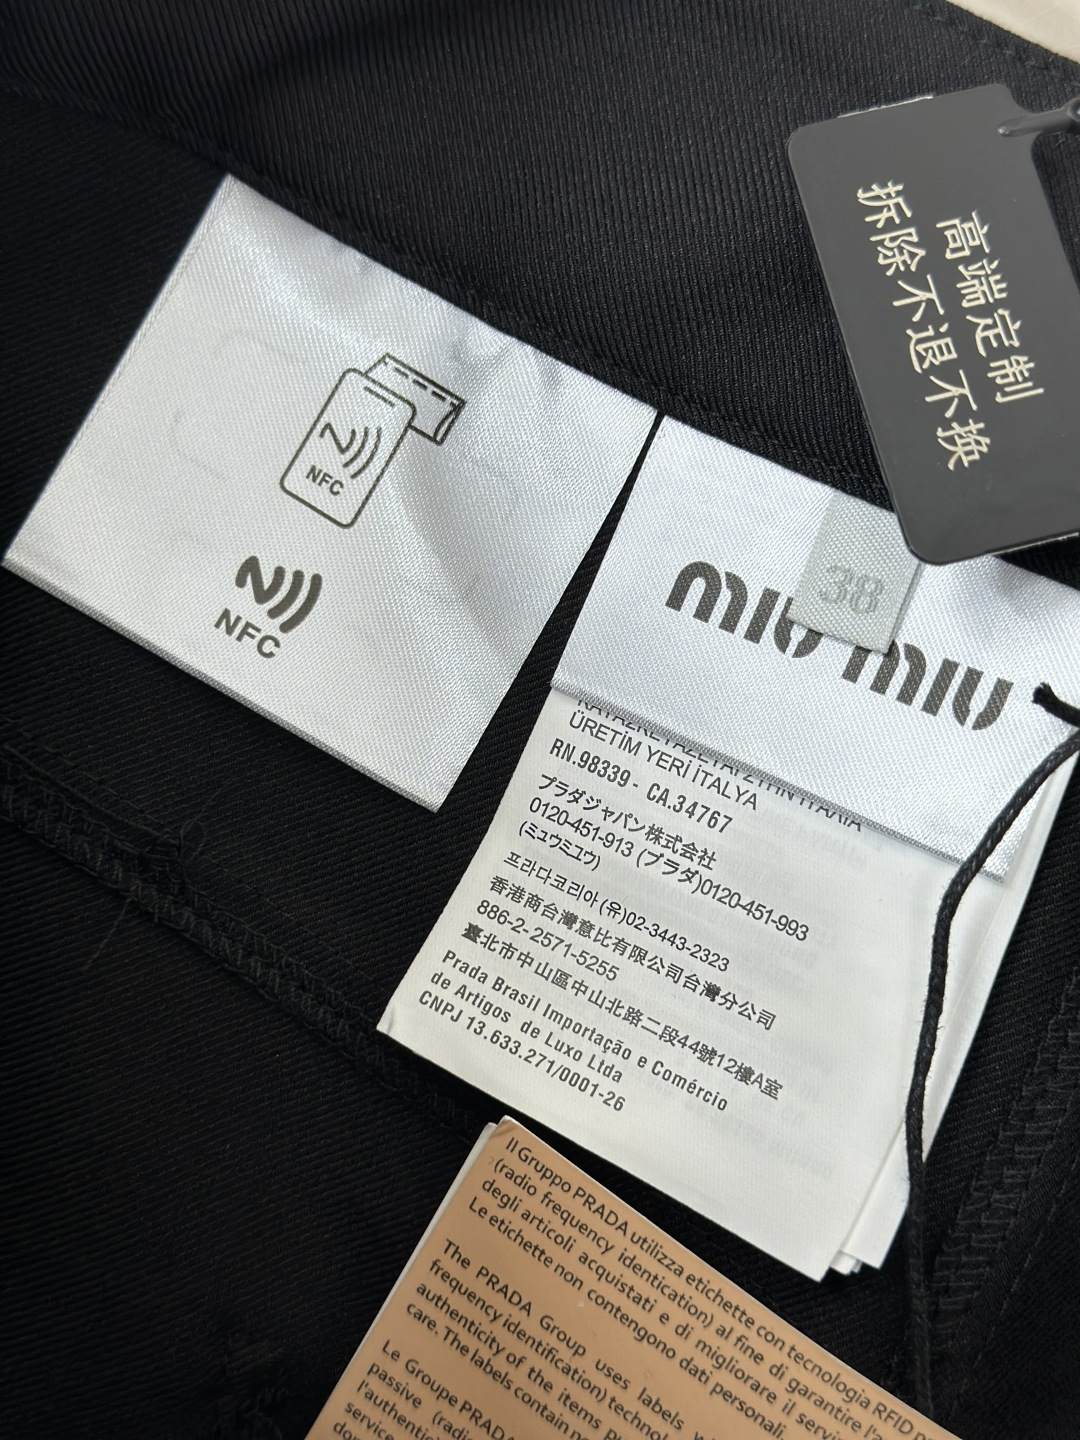 高端定制
拆除不退不换
NFC
NFC
miu miu
38
ÜRETİM YERİ İTALYA
RN.98339 - CA.34767
プラダジャパン株式会社
0120-451-913 (プラダ)0120-451-993
(ミュウミュウ)
프라다코리아 (유)02-3443-2323
香港商台灣意比有限公司台灣分公司
886-2- 2571-5255
臺北市中山區中山北路二段44號12樓A室
Prada Brasil Importação e Comércio
de Artigos de Luxo Ltda
CNPJ 13.633.271/0001-26
Il Gruppo PRADA utilizza etichette con tecnologia RFID
(radio frequency identication) al fine di garantire
degli articoli acquistati e di migliorare il
Le etichette non contengono dati personali.
The PRADA Group uses labels
frequency identification)
authenticity of the items
care. The labels contain
Le Groupe PRADA
passive